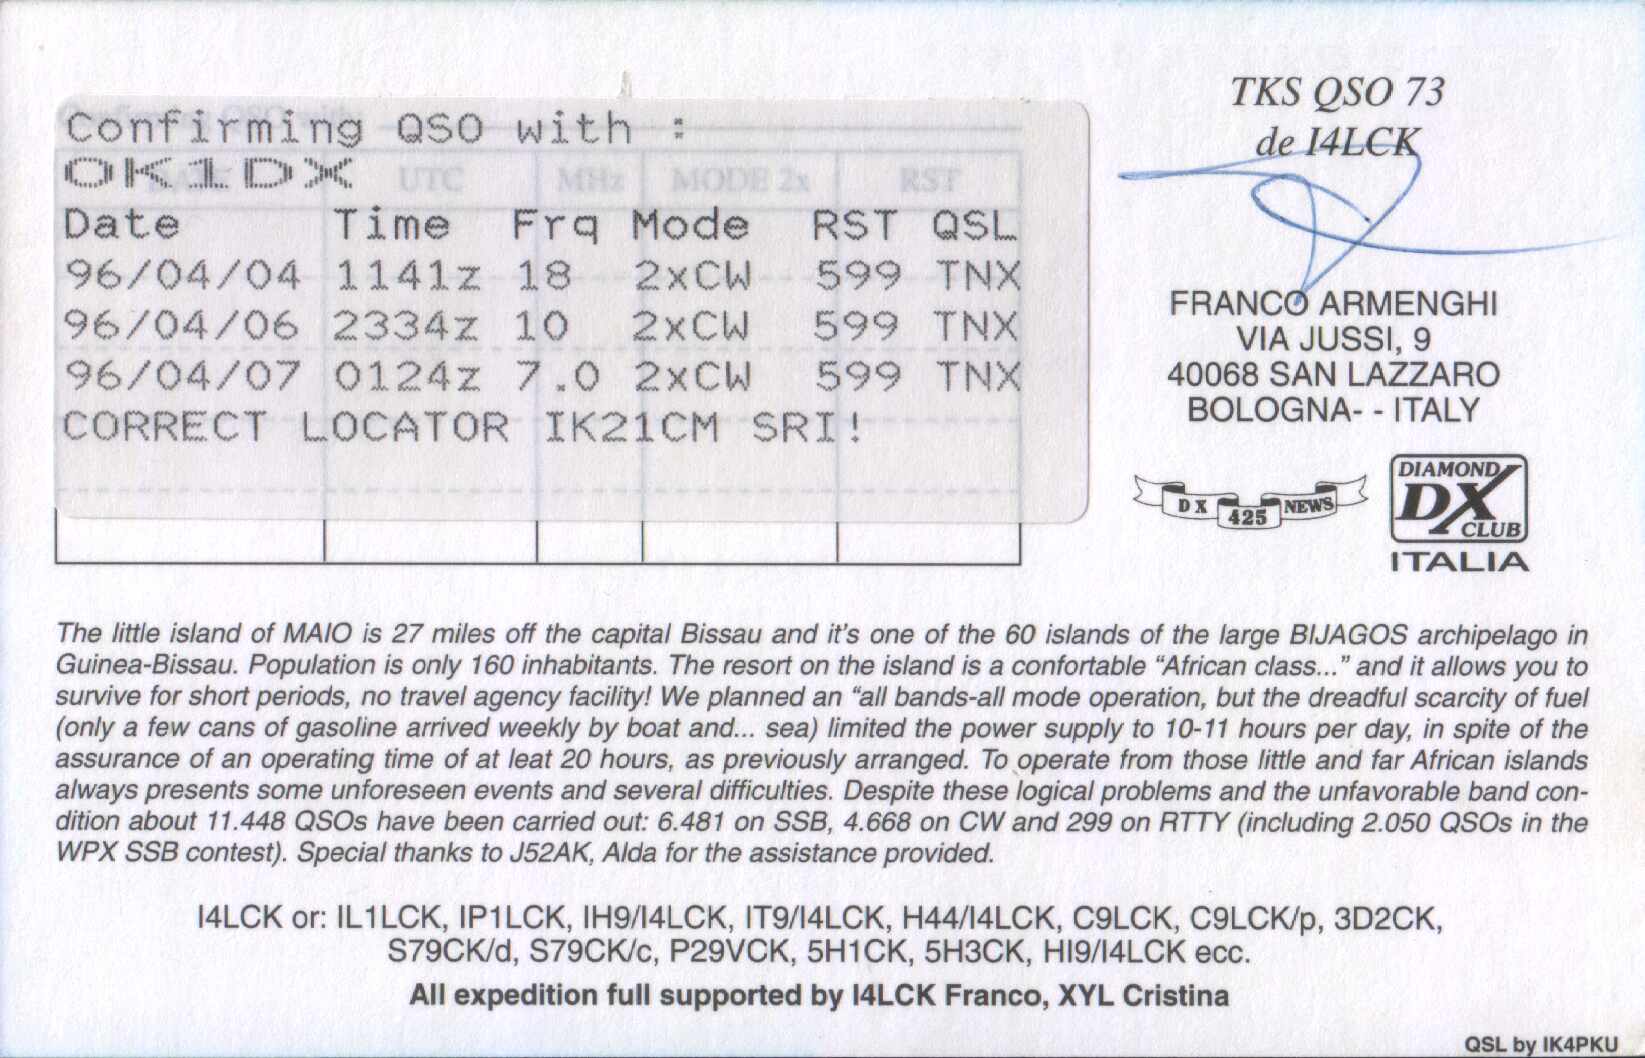 Confirming QSO with :
OK1DX
DATE UTC MHz MODE 2x RST
Date Time Frq Mode RST QSL
96/04/04 1141z 18 2xCW 599 TNX
96/04/06 2334z 10 2xCW 599 TNX
96/04/07 0124z 7.0 2xCW 599 TNX
CORRECT LOCATOR IK21CM SRI!
TKS QSO 73
de I4LCK
FRANCO ARMENGHI
VIA JUSSI, 9
40068 SAN LAZZARO
BOLOGNA- - ITALY
DX 425 NEWS
DIAMOND
DX
CLUB
ITALIA
The little island of MAIO is 27 miles off the capital Bissau and it's one of the 60 islands of the large BIJAGOS archipelago in
Guinea-Bissau. Population is only 160 inhabitants. The resort on the island is a confortable “African class...” and it allows you to
survive for short periods, no travel agency facility! We planned an “all bands-all mode operation, but the dreadful scarcity of fuel
(only a few cans of gasoline arrived weekly by boat and... sea) limited the power supply to 10-11 hours per day, in spite of the
assurance of an operating time of at leat 20 hours, as previously arranged. To operate from those little and far African islands
always presents some unforeseen events and several difficulties. Despite these logical problems and the unfavorable band con-
dition about 11.448 QSOs have been carried out: 6.481 on SSB, 4.668 on CW and 299 on RTTY (including 2.050 QSOs in the
WPX SSB contest). Special thanks to J52AK, Alda for the assistance provided.
I4LCK or: IL1LCK, IP1LCK, IH9/I4LCK, IT9/I4LCK, H44/I4LCK, C9LCK, C9LCK/p, 3D2CK,
S79CK/d, S79CK/c, P29VCK, 5H1CK, 5H3CK, HI9/I4LCK ecc.
All expedition full supported by I4LCK Franco, XYL Cristina
QSL by IK4PKU